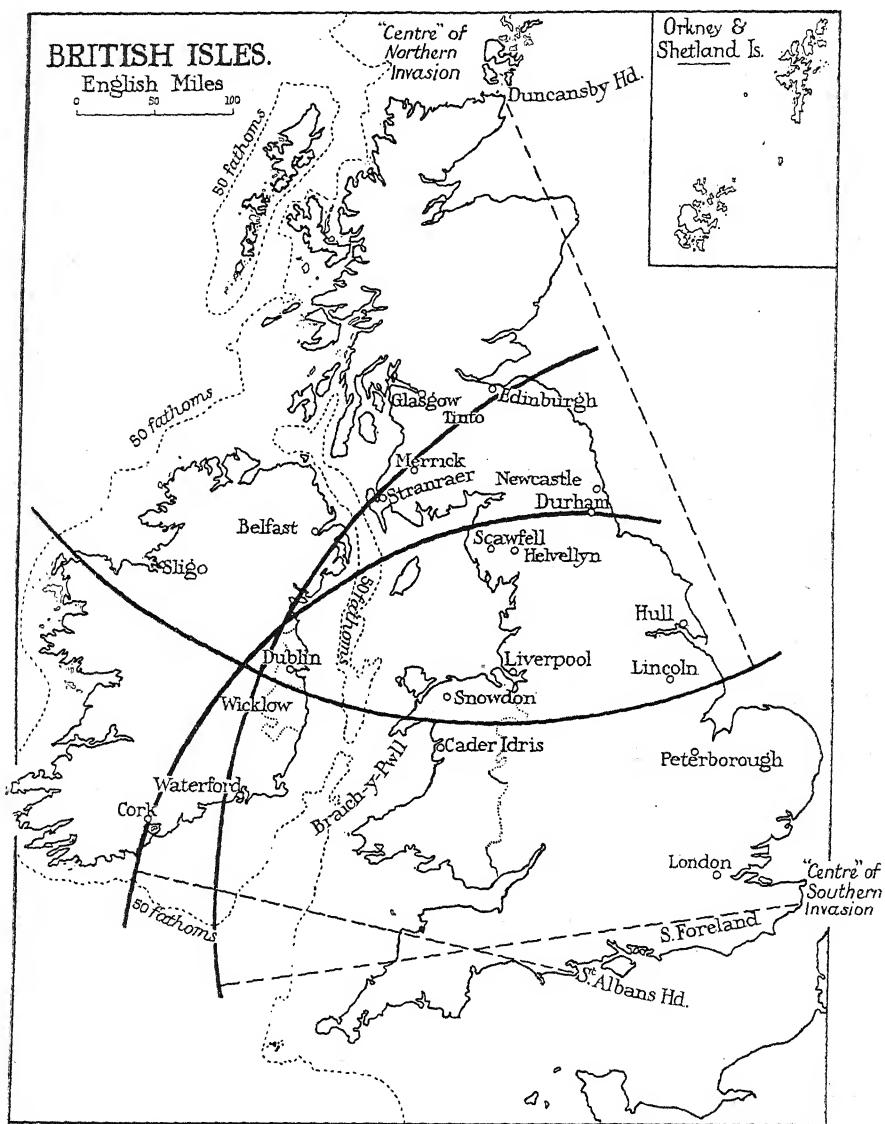 BRITISH ISLES.
English Miles
0 50 100
"Centre" of
Northern
Invasion
Duncansby Hd.
Orkney &
Shetland Is.
50 fathoms
50 fathoms
Glasgow
Edinburgh
Tinto
Merrick
Stranraer
Newcastle
Durham
Belfast
Scawfell
Helvellyn
Sligo
50 fathoms
Hull
Dublin
Liverpool
Lincoln
Snowdon
Wicklow
Cader Idris
Peterborough
Braich-y-Pwll
Waterford
Cork
London
"Centre" of
Southern
Invasion
50 fathoms
S. Foreland
St. Albans Hd.